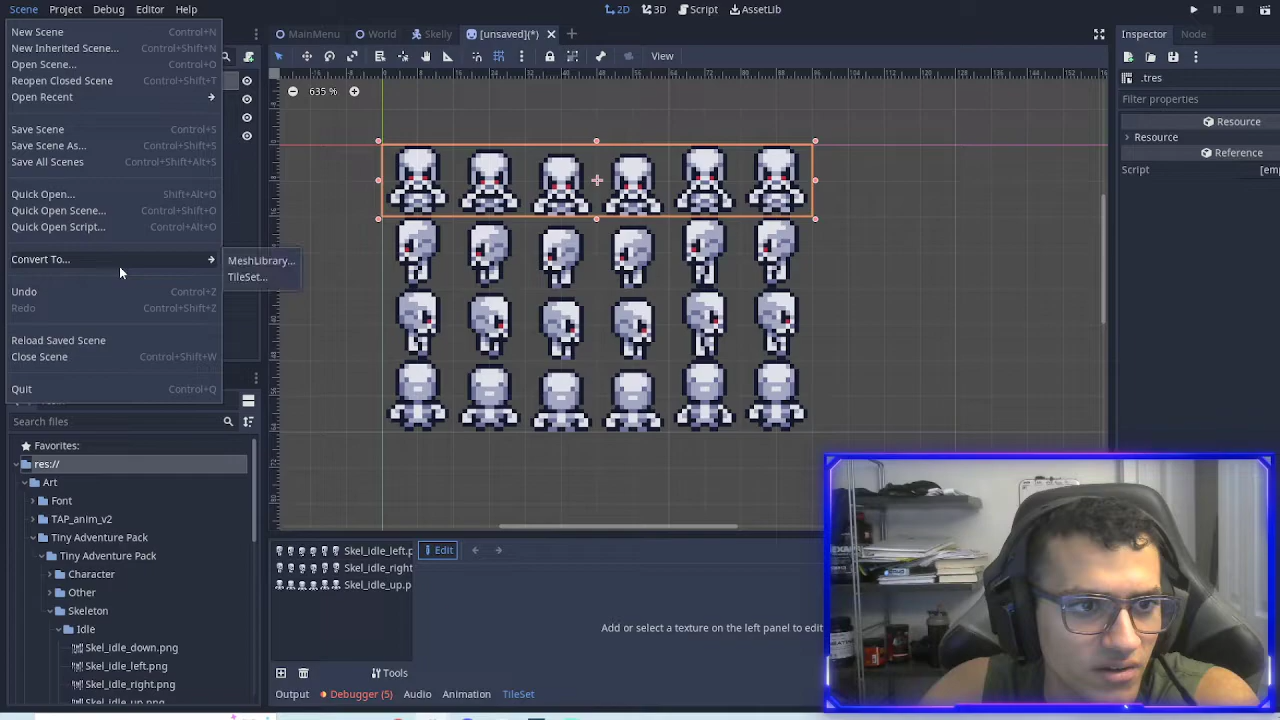 Scene Project Debug Editor Help
2D 3D Script AssetLib
New Scene Control+N
New Inherited Scene... Control+Shift+N
Open Scene... Control+O
Reopen Closed Scene Control+Shift+T
Open Recent
Save Scene Control+S
Save Scene As... Control+Shift+S
Save All Scenes Control+Shift+Alt+S
Quick Open... Shift+Alt+O
Quick Open Scene... Control+Shift+O
Quick Open Script... Control+Alt+O
Convert To...
MeshLibrary...
TileSet...
Undo Control+Z
Redo Control+Shift+Z
Reload Saved Scene
Close Scene Control+Shift+W
Quit Control+Q
MainMenu World Skelly [unsaved](*)
View
635 %
Inspector Node
.tres
Filter properties
Resource
Resource
Reference
Script [emp
Search files
Favorites:
res://
Art
Font
TAP_anim_v2
Tiny Adventure Pack
Tiny Adventure Pack
Character
Other
Skeleton
Idle
Skel_idle_down.png
Skel_idle_left.png
Skel_idle_right.png
Skel_idle_up.png
Skel_idle_left.p
Skel_idle_right
Skel_idle_up.p
Edit
Add or select a texture on the left panel to edit
Tools
Output Debugger (5) Audio Animation TileSet